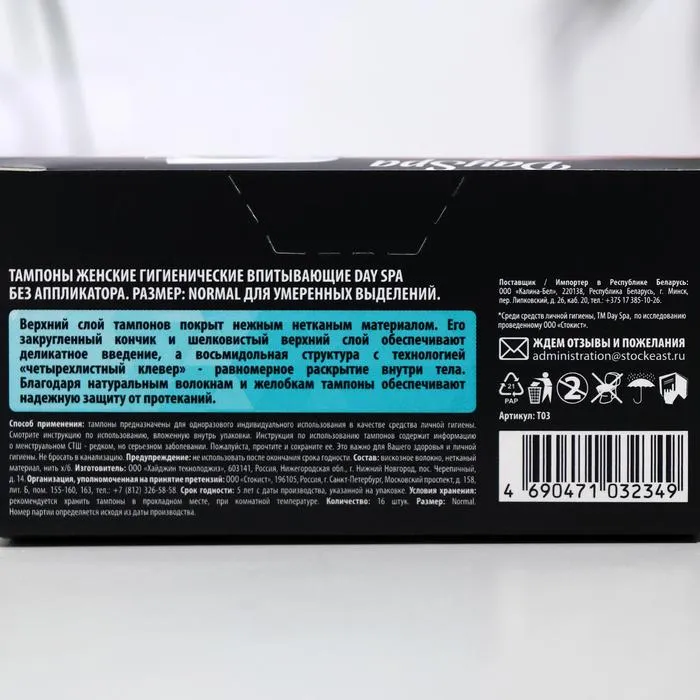 Day Spa
ТАМПОНЫ ЖЕНСКИЕ ГИГИЕНИЧЕСКИЕ ВПИТЫВАЮЩИЕ DAY SPA
БЕЗ АППЛИКАТОРА. РАЗМЕР: NORMAL ДЛЯ УМЕРЕННЫХ ВЫДЕЛЕНИЙ.
Верхний слой тампонов покрыт нежным нетканым материалом. Его
закругленный кончик и шелковистый верхний слой обеспечивают
деликатное введение, а восьмидольная структура с технологией
«четырехлистный клевер» - равномерное раскрытие внутри тела.
Благодаря натуральным волокнам и желобкам тампоны обеспечивают
надежную защиту от протеканий.
Способ применения: тампоны предназначены для одноразового индивидуального использования в качестве средства личной гигиены.
Смотрите инструкцию по использованию, вложенную внутрь упаковки. Инструкция по использованию тампонов содержит информацию
о менструальном СТШ - редком, но серьезном заболевании. Пожалуйста, прочтите и сохраните ее. Это важно для Вашего здоровья и личной
гигиены. Не бросать в канализацию. Предупреждение: не использовать после окончания срока годности. Состав: вискозное волокно, нетканый
материал, нить х/б. Изготовитель: ООО «Хайджин технолоджиз», 603141, Россия, Нижегородская обл., г. Нижний Новгород, пос. Черепичный,
д. 14. Организация, уполномоченная на принятие претензий: ООО «Стокист», 196105, Россия, г. Санкт-Петербург, Московский проспект, д. 158,
лит. Б, пом. 155-160, 163, тел.: +7 (812) 326-58-58. Срок годности: 5 лет с даты производства, указанной на упаковке. Условия хранения:
рекомендуется хранить тампоны в темном, прохладном и сухом месте. Количество: 16 штук. Размер: Normal.
Номер партии определяется исходя из даты производства.
Поставщик / Импортер в Республике Беларусь:
ООО «Калина-Бел», 220138, Республика Беларусь, г. Минск,
пер. Липковский, д. 26, каб. 20, тел.: +375 17 385-10-26.
*Среди средств личной гигиены, ТМ Day Spa, по исследованию
проведенному ООО «Стокист».
ЖДЕМ ОТЗЫВЫ И ПОЖЕЛАНИЯ
administration@stockeast.ru
21
PAP
Артикул: Т03
4 690471 032349